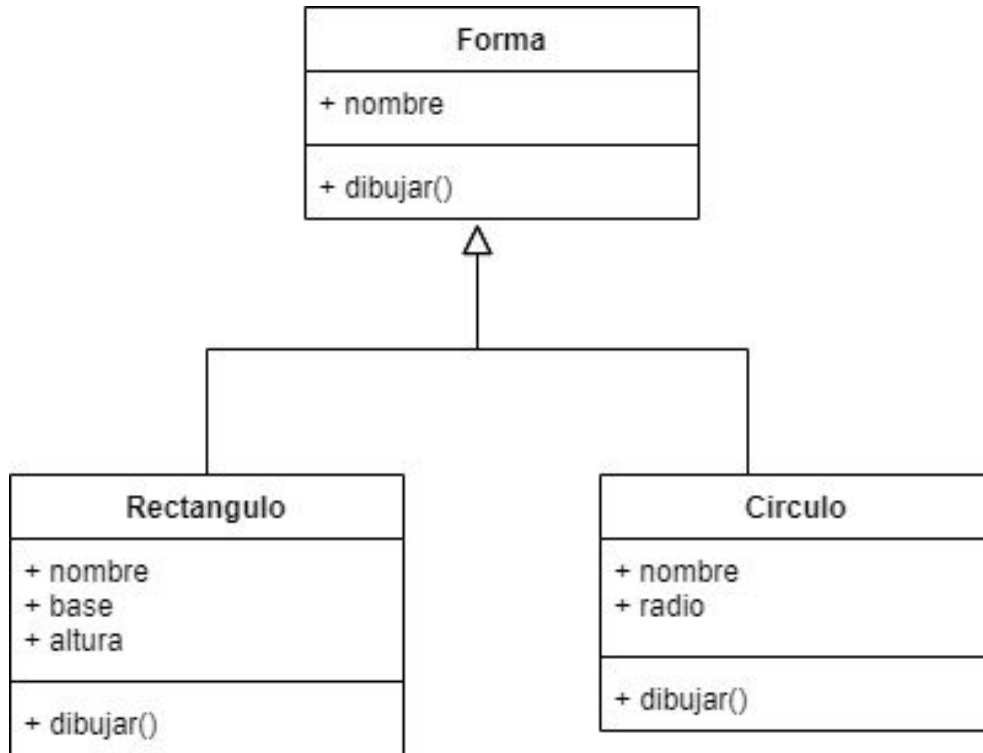 Forma
+ nombre
+ dibujar()
Rectangulo
+ nombre
+ base
+ altura
+ dibujar()
Circulo
+ nombre
+ radio
+ dibujar()